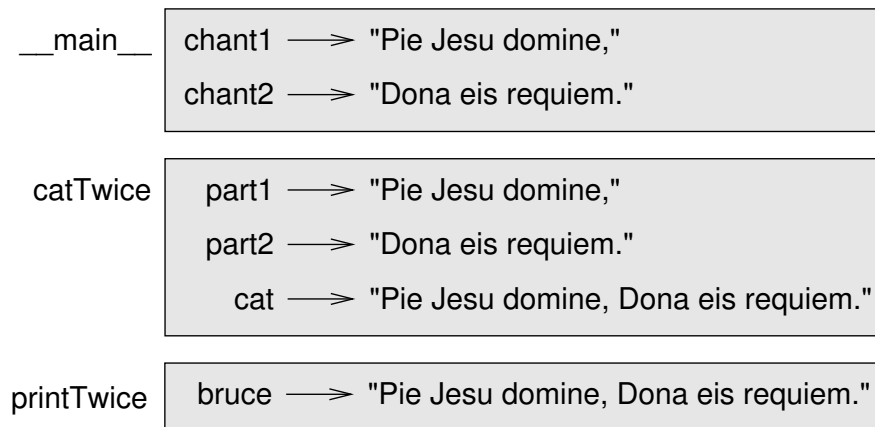 __main__ chant1 "Pie Jesu domine,"
chant2 "Dona eis requiem."
catTwice part1 "Pie Jesu domine,"
part2 "Dona eis requiem."
cat "Pie Jesu domine, Dona eis requiem."
printTwice bruce "Pie Jesu domine, Dona eis requiem."